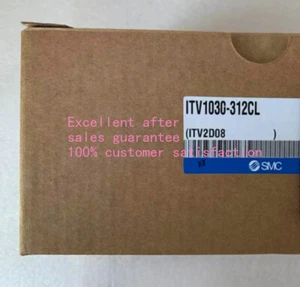 ITV1030-312CL
Excellent after
sales guarantee
(ITV2D08 )
100% customer satisfaction
SMC